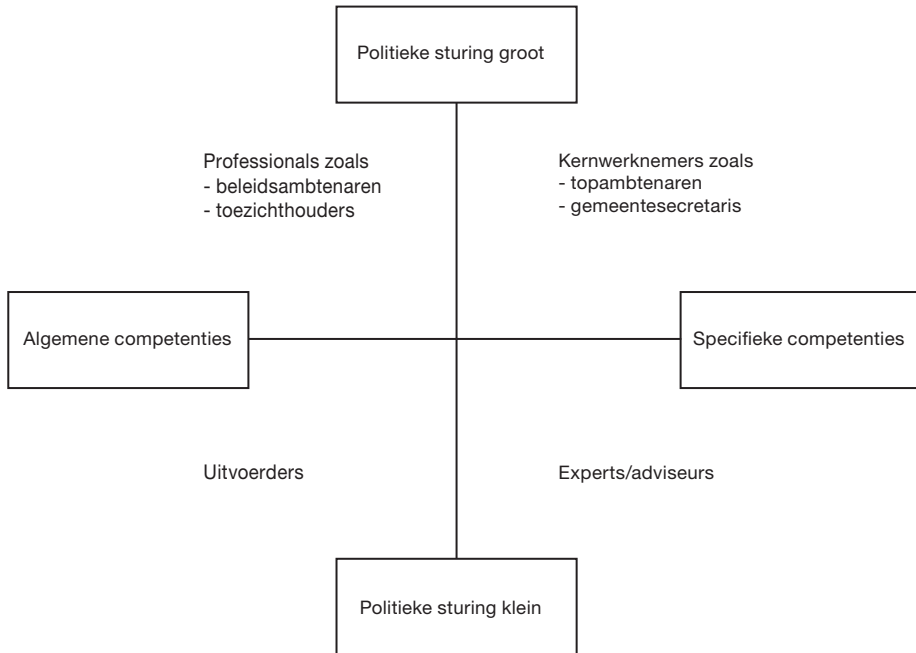 Politieke sturing groot
Professionals zoals
- beleidsambtenaren
- toezichthouders
Kernwerknemers zoals
- topambtenaren
- gemeentesecretaris
Algemene competenties
Specifieke competenties
Uitvoerders
Experts/adviseurs
Politieke sturing klein